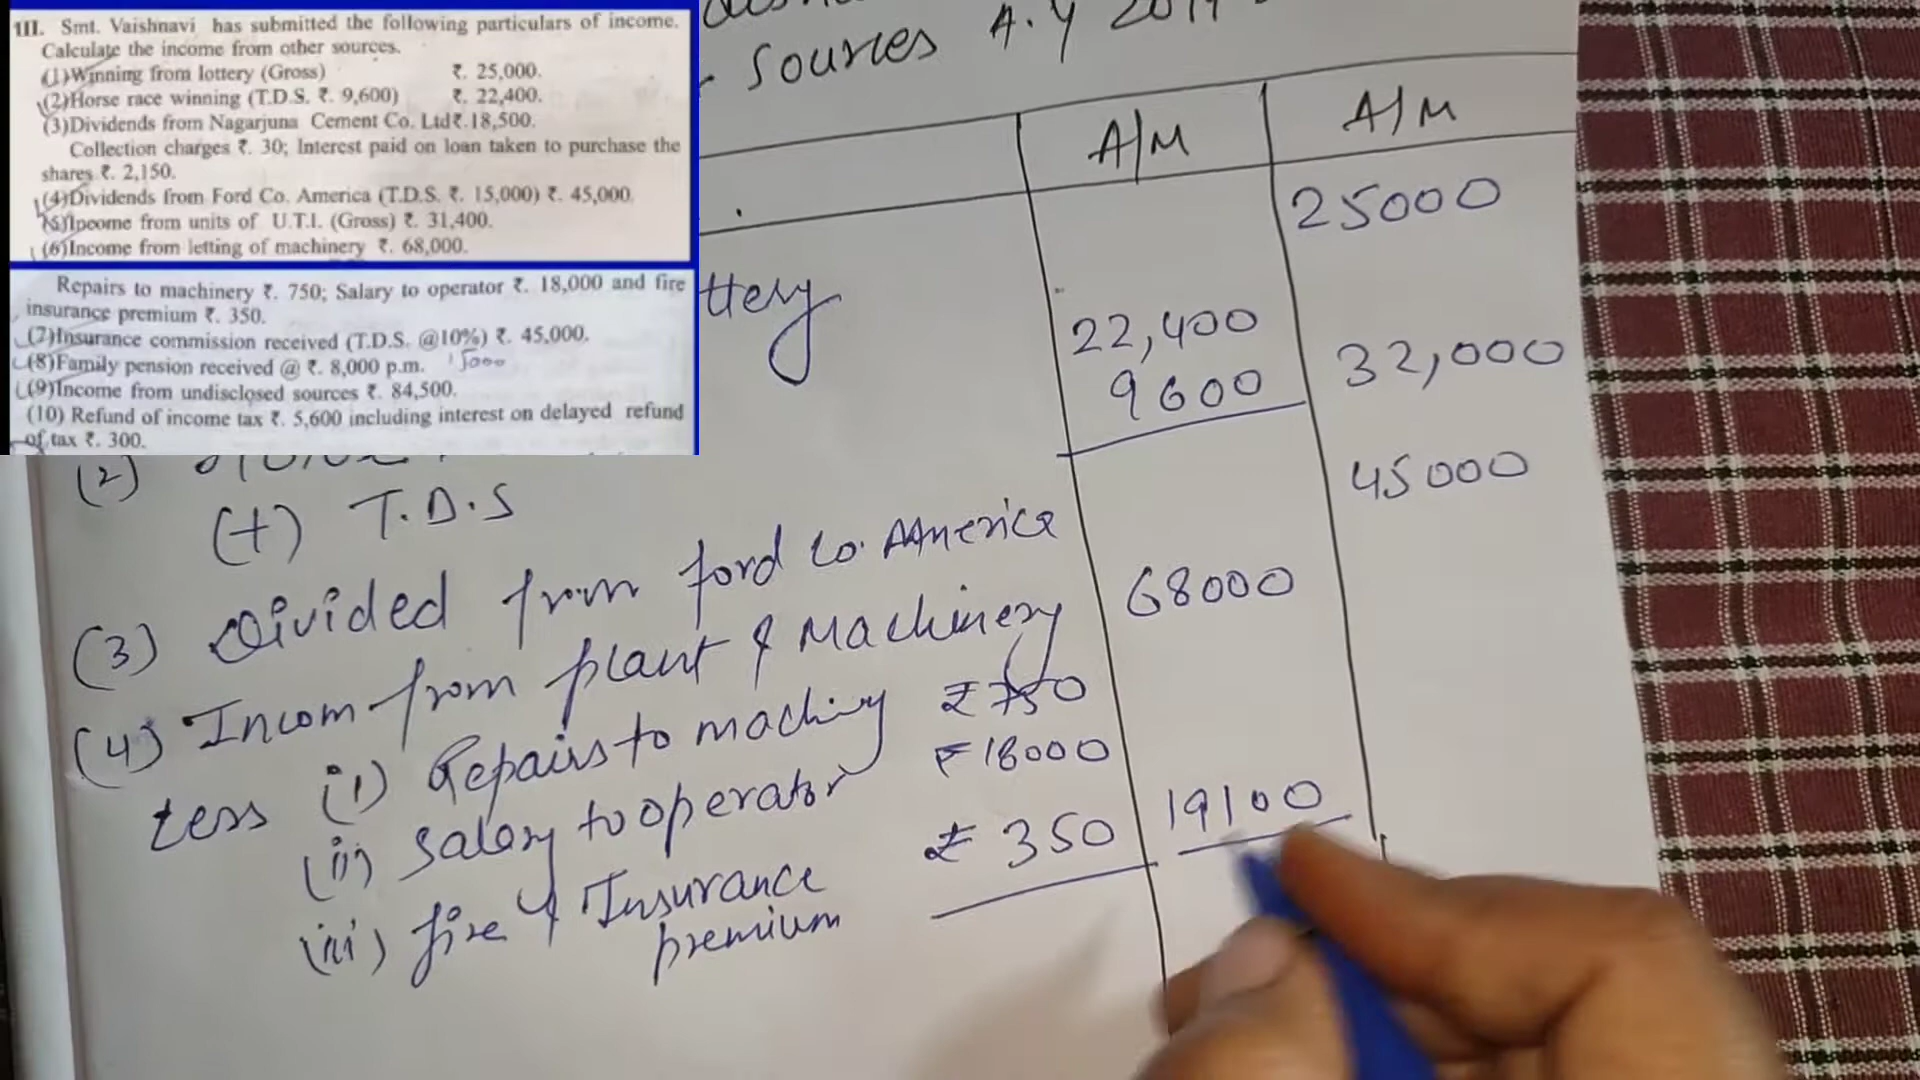 III. Smt. Vaishnavi has submitted the following particulars of income.
Calculate the income from other sources.
(1)Winning from lottery (Gross) ₹. 25,000.
(2)Horse race winning (T.D.S. ₹. 9,600) ₹. 22,400.
(3)Dividends from Nagarjuna Cement Co. Ltd ₹.18,500.
Collection charges ₹. 30; Interest paid on loan taken to purchase the
shares ₹. 2,150.
(4)Dividends from Ford Co. America (T.D.S. ₹. 15,000) ₹. 45,000.
(5)Income from units of U.T.I. (Gross) ₹. 31,400.
(6)Income from letting of machinery ₹. 68,000.
Repairs to machinery ₹. 750; Salary to operator ₹. 18,000 and fire
insurance premium ₹. 350.
(7)Insurance commission received (T.D.S. @10%) ₹. 45,000.
(8)Family pension received @ ₹. 8,000 p.m. 15000
(9)Income from undisclosed sources ₹. 84,500.
(10) Refund of income tax ₹. 5,600 including interest on delayed refund
of tax ₹. 300.
Sources A.Y
A/M A/M
25000
ttery
22,400
9600 32,000
(2)
(+) T.D.S
45000
(3) Divided from ford Co. America
(4) Incom from plant & Machinery 68000
Less (i) Repairs to machiny ₹750
(ii) Salary to operator ₹18000
(iii) fire & Insurance ₹ 350 19100
premium